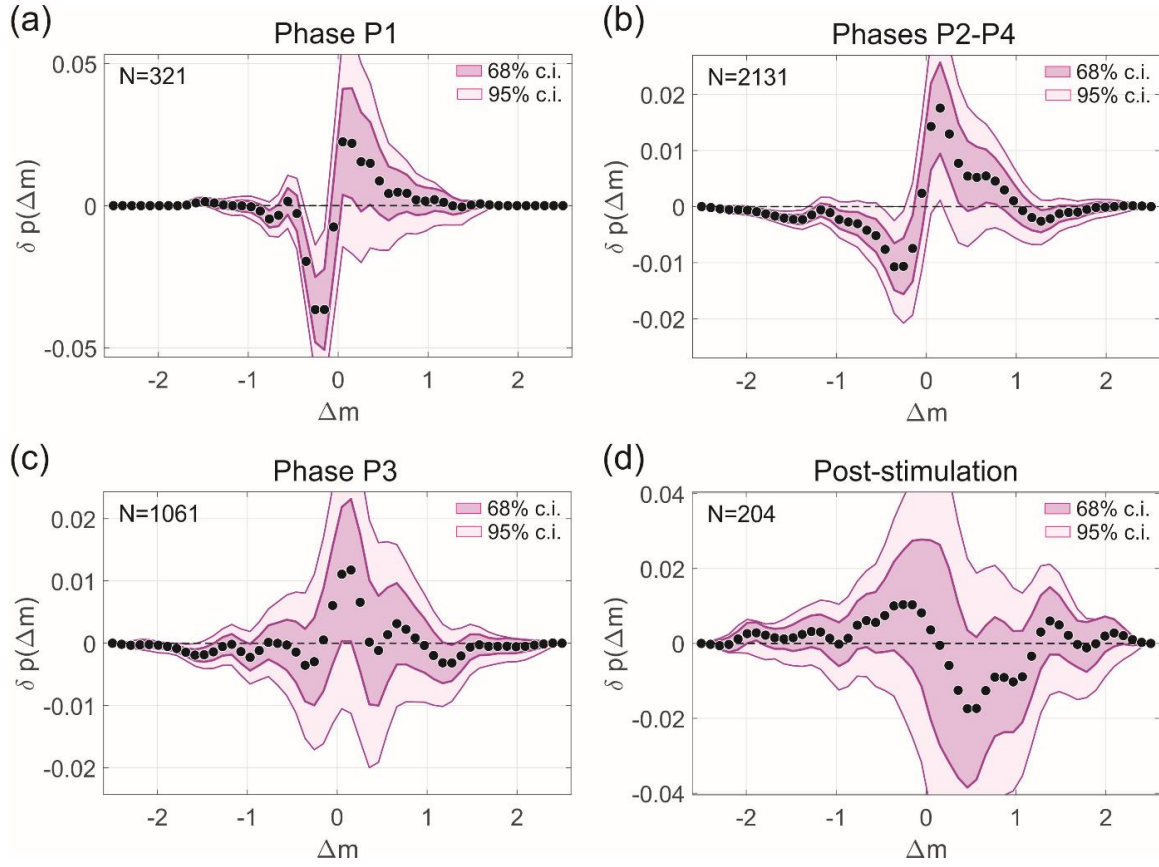 (a)
Phase P1
N=321
68% c.i.
95% c.i.
0.05
0
-0.05
δ p(Δm)
-2
-1
0
1
2
Δm
(b)
Phases P2-P4
N=2131
68% c.i.
95% c.i.
0.02
0.01
0
-0.01
-0.02
δ p(Δm)
-2
-1
0
1
2
Δm
(c)
Phase P3
N=1061
68% c.i.
95% c.i.
0.02
0.01
0
-0.01
-0.02
δ p(Δm)
-2
-1
0
1
2
Δm
(d)
Post-stimulation
N=204
68% c.i.
95% c.i.
0.04
0.02
0
-0.02
-0.04
δ p(Δm)
-2
-1
0
1
2
Δm